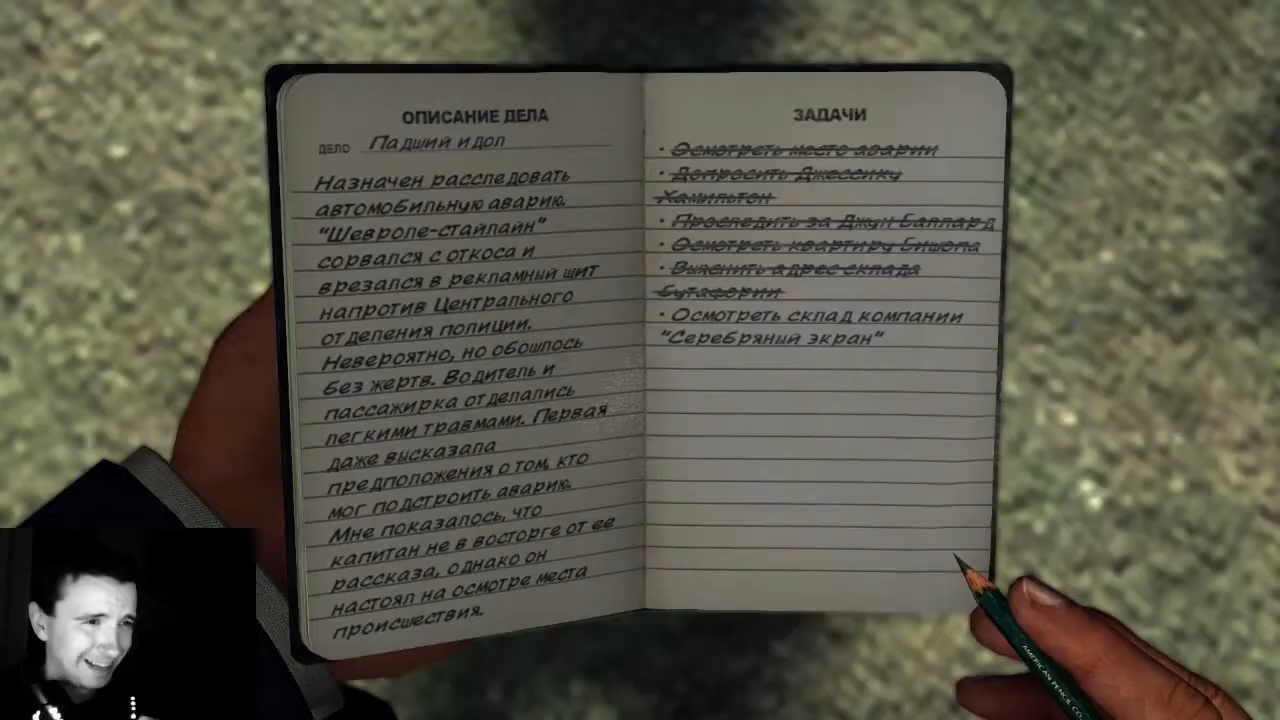 ОПИСАНИЕ ДЕЛА
ДЕЛО Падший идол
Назначен расследовать
автомобильную аварию.
"Шевроле-стайлайн"
сорвался с откоса и
врезался в рекламный щит
напротив Центрального
отделения полиции.
Невероятно, но обошлось
без жертв. Водитель и
пассажирка отделались
легкими травмами. Первая
даже высказала
предположения о том, кто
мог подстроить аварию.
Мне показалось, что
капитан не в восторге от ее
рассказа, однако он
настоял на осмотре места
происшествия.
ЗАДАЧИ
· Осмотреть место аварии
· Допросить Джессику
Хамильтон
· Проследить за Джун Баллард
· Осмотреть квартиру Бишопа
· Выяснить адрес склада
бутафории
· Осмотреть склад компании
"Серебряный экран"
AMERICAN PENCIL CO.